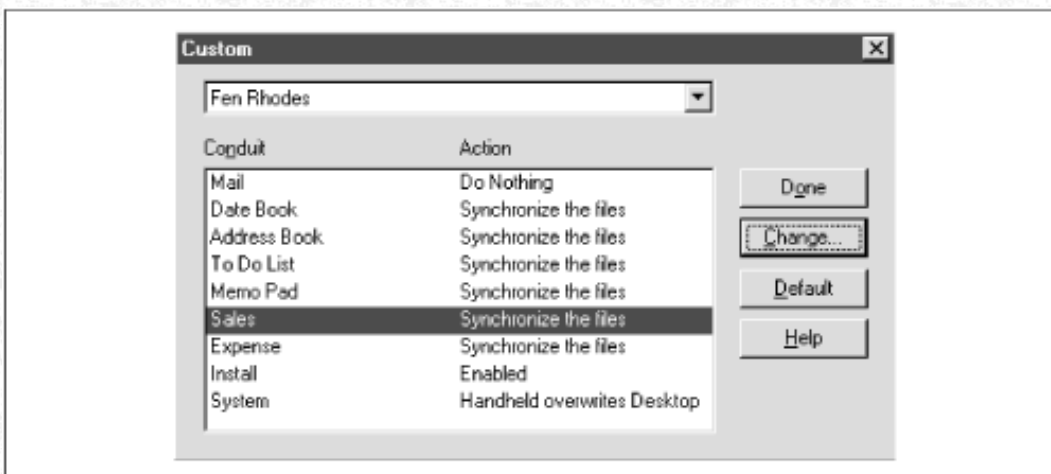 Custom
Fen Rhodes
Conduit Action
Mail Do Nothing
Date Book Synchronize the files
Address Book Synchronize the files
To Do List Synchronize the files
Memo Pad Synchronize the files
Sales Synchronize the files
Expense Synchronize the files
Install Enabled
System Handheld overwrites Desktop
Done
Change...
Default
Help